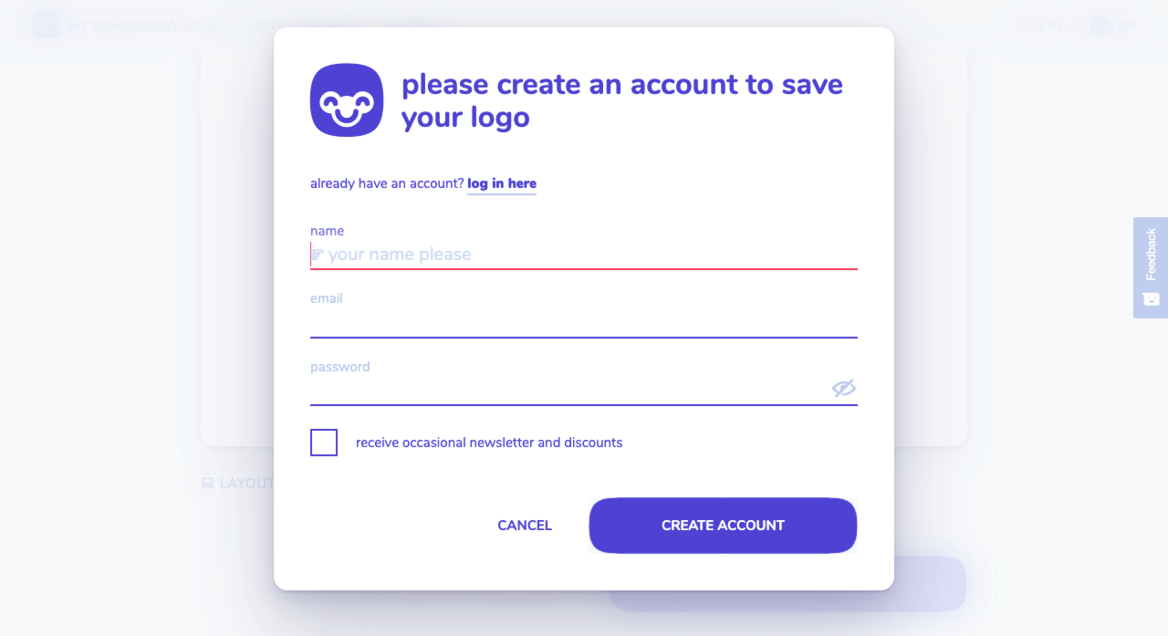 MY BRAND NEW LOGO
HOW IT WORKS
PRICING
LOG IN
EN
please create an account to save
your logo
already have an account? log in here
name
☞ your name please
email
password
receive occasional newsletter and discounts
LAYOUT
CANCEL
CREATE ACCOUNT
Feedback